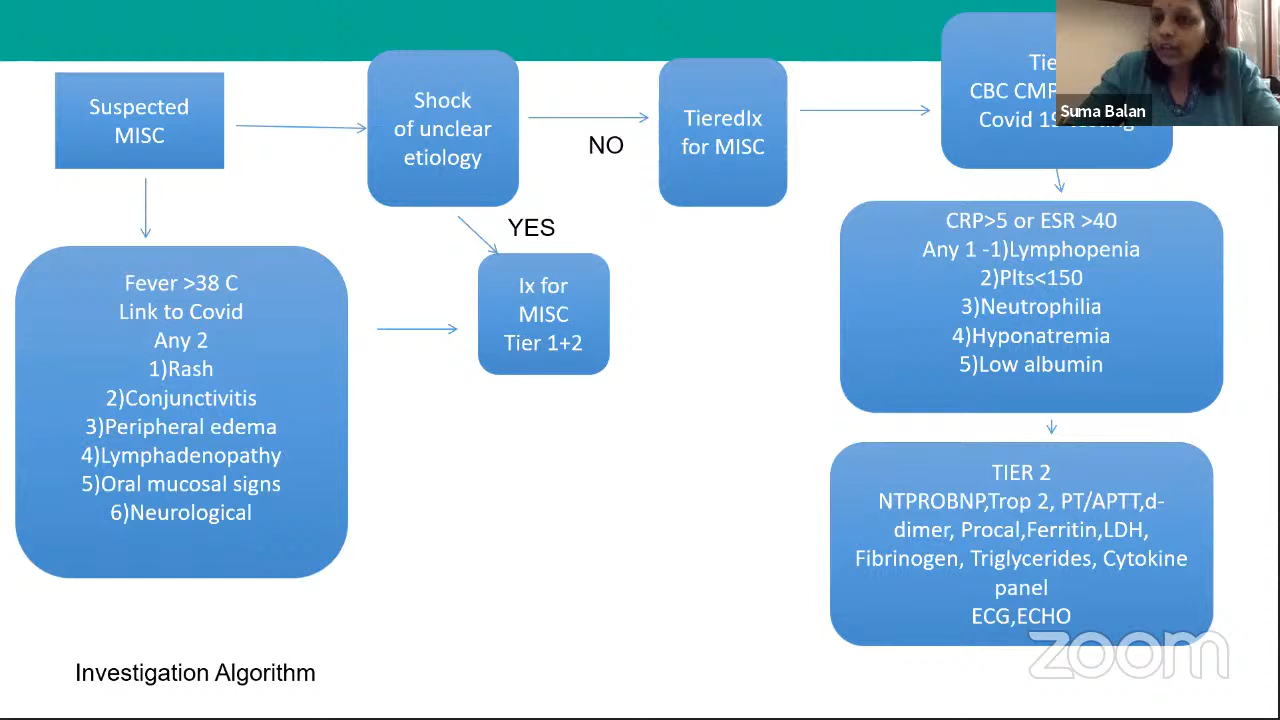 Suspected
MISC
Shock
of unclear
etiology
NO
YES
TieredIx
for MISC
CBC
Covid
Suma Balan
Fever >38 C
Link to Covid
Any 2
1)Rash
2)Conjunctivitis
3)Peripheral edema
4)Lymphadenopathy
5)Oral mucosal signs
6)Neurological
Ix for
MISC
Tier 1+2
CRP>5 or ESR >40
Any 1 -1)Lymphopenia
2)Plts<150
3)Neutrophilia
4)Hyponatremia
5)Low albumin
TIER 2
NTPROBNP,Trop 2, PT/APTT,d-
dimer, Procal,Ferritin,LDH,
Fibrinogen, Triglycerides, Cytokine
panel
ECG,ECHO
zoom
Investigation Algorithm